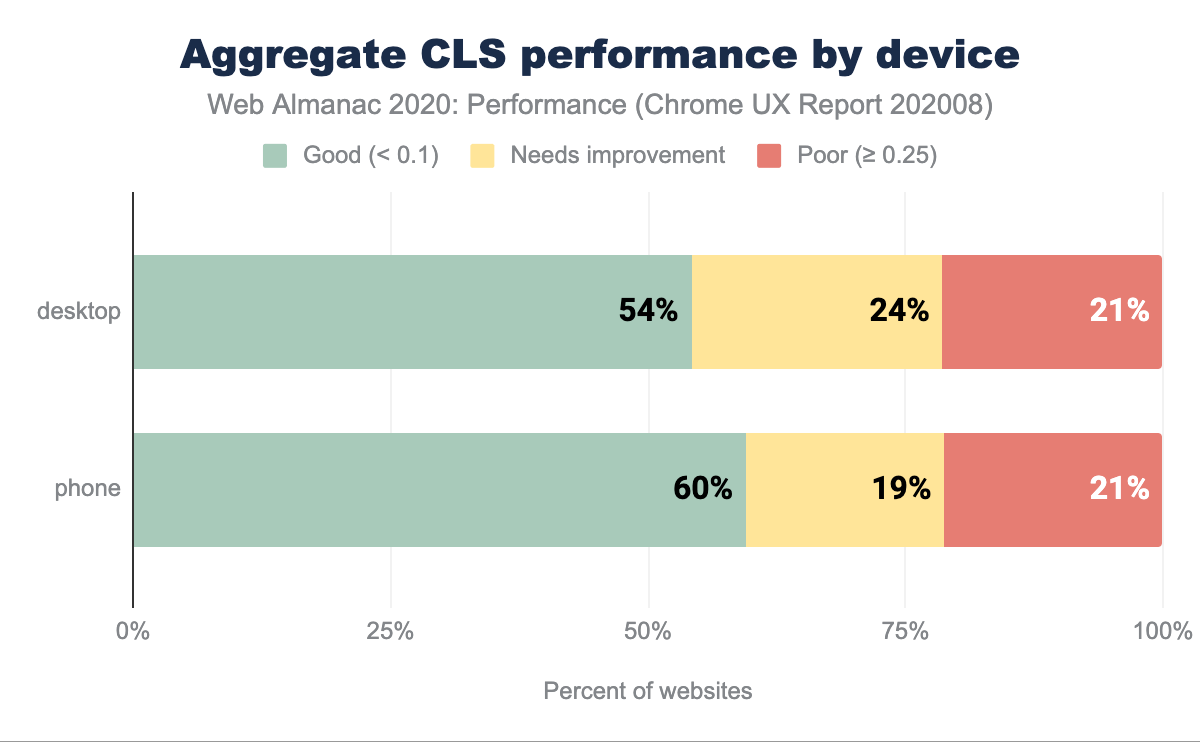 Aggregate CLS performance by device
Web Almanac 2020: Performance (Chrome UX Report 202008)
Good (< 0.1) Needs improvement Poor (≥ 0.25)
desktop 54% 24% 21%
phone 60% 19% 21%
0% 25% 50% 75% 100%
Percent of websites